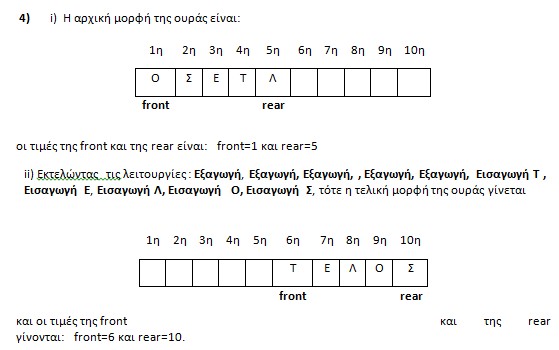 4) i) Η αρχική μορφή της ουράς είναι:
1η 2η 3η 4η 5η 6η 7η 8η 9η 10η
Ο Σ Ε Τ Λ
front rear
οι τιμές της front και της rear είναι: front=1 και rear=5
ii) Εκτελώντας τις λειτουργίες: Εξαγωγή, Εξαγωγή, Εξαγωγή, , Εξαγωγή, Εξαγωγή, Εισαγωγή Τ ,
Εισαγωγή Ε, Εισαγωγή Λ, Εισαγωγή Ο, Εισαγωγή Σ, τότε η τελική μορφή της ουράς γίνεται
1η 2η 3η 4η 5η 6η 7η 8η 9η 10η
Τ Ε Λ Ο Σ
front rear
και οι τιμές της front και της rear
γίνονται: front=6 και rear=10.